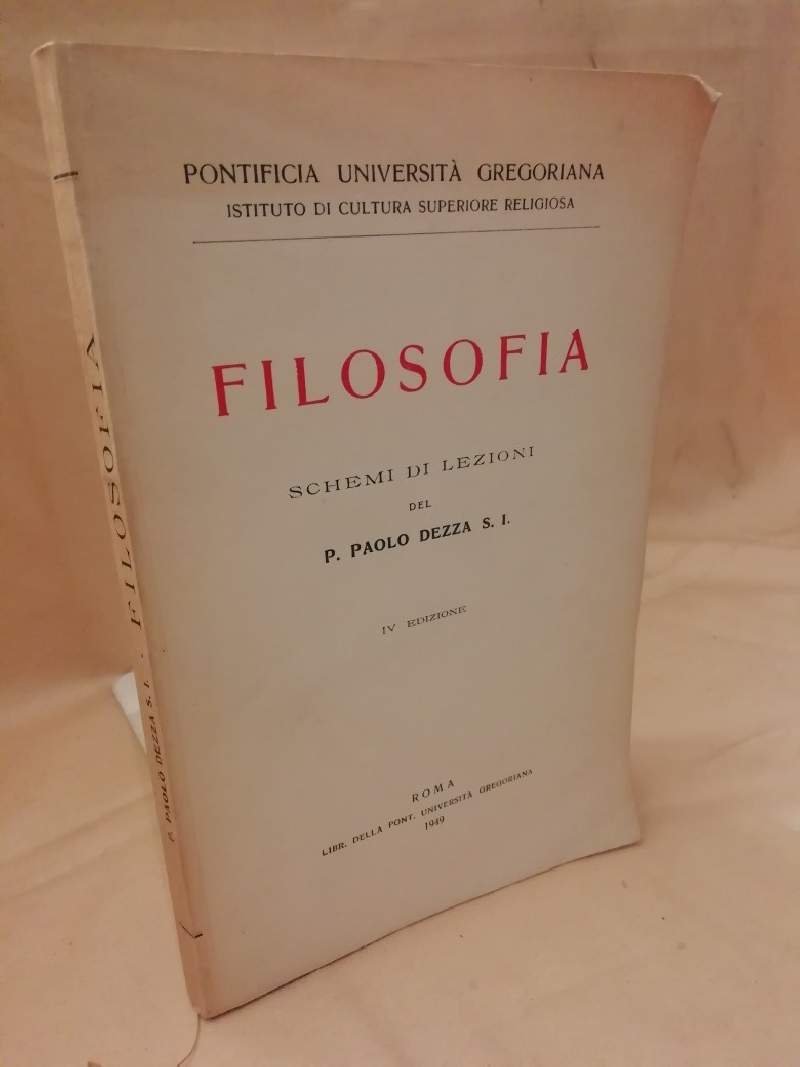 PONTIFICIA UNIVERSITÀ GREGORIANA
ISTITUTO DI CULTURA SUPERIORE RELIGIOSA
FILOSOFIA
SCHEMI DI LEZIONI
DEL
P. PAOLO DEZZA S. I.
IV EDIZIONE
ROMA
LIBR. DELLA PONT. UNIVERSITÀ GREGORIANA
1949
P. PAOLO DEZZA S. I. - FILOSOFIA